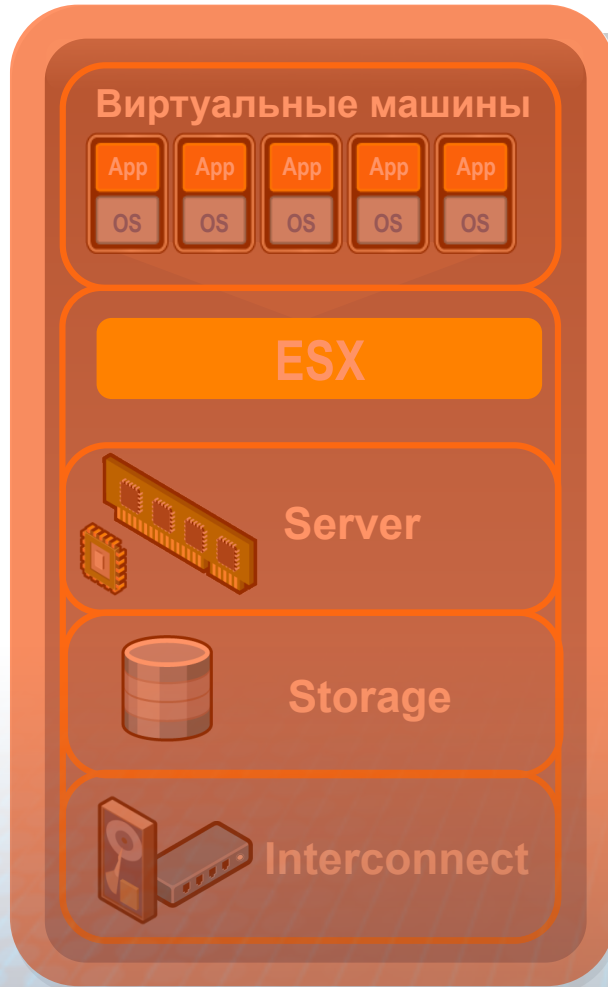 Виртуальные машины
App App App App App
OS OS OS OS OS
ESX
Server
Storage
Interconnect